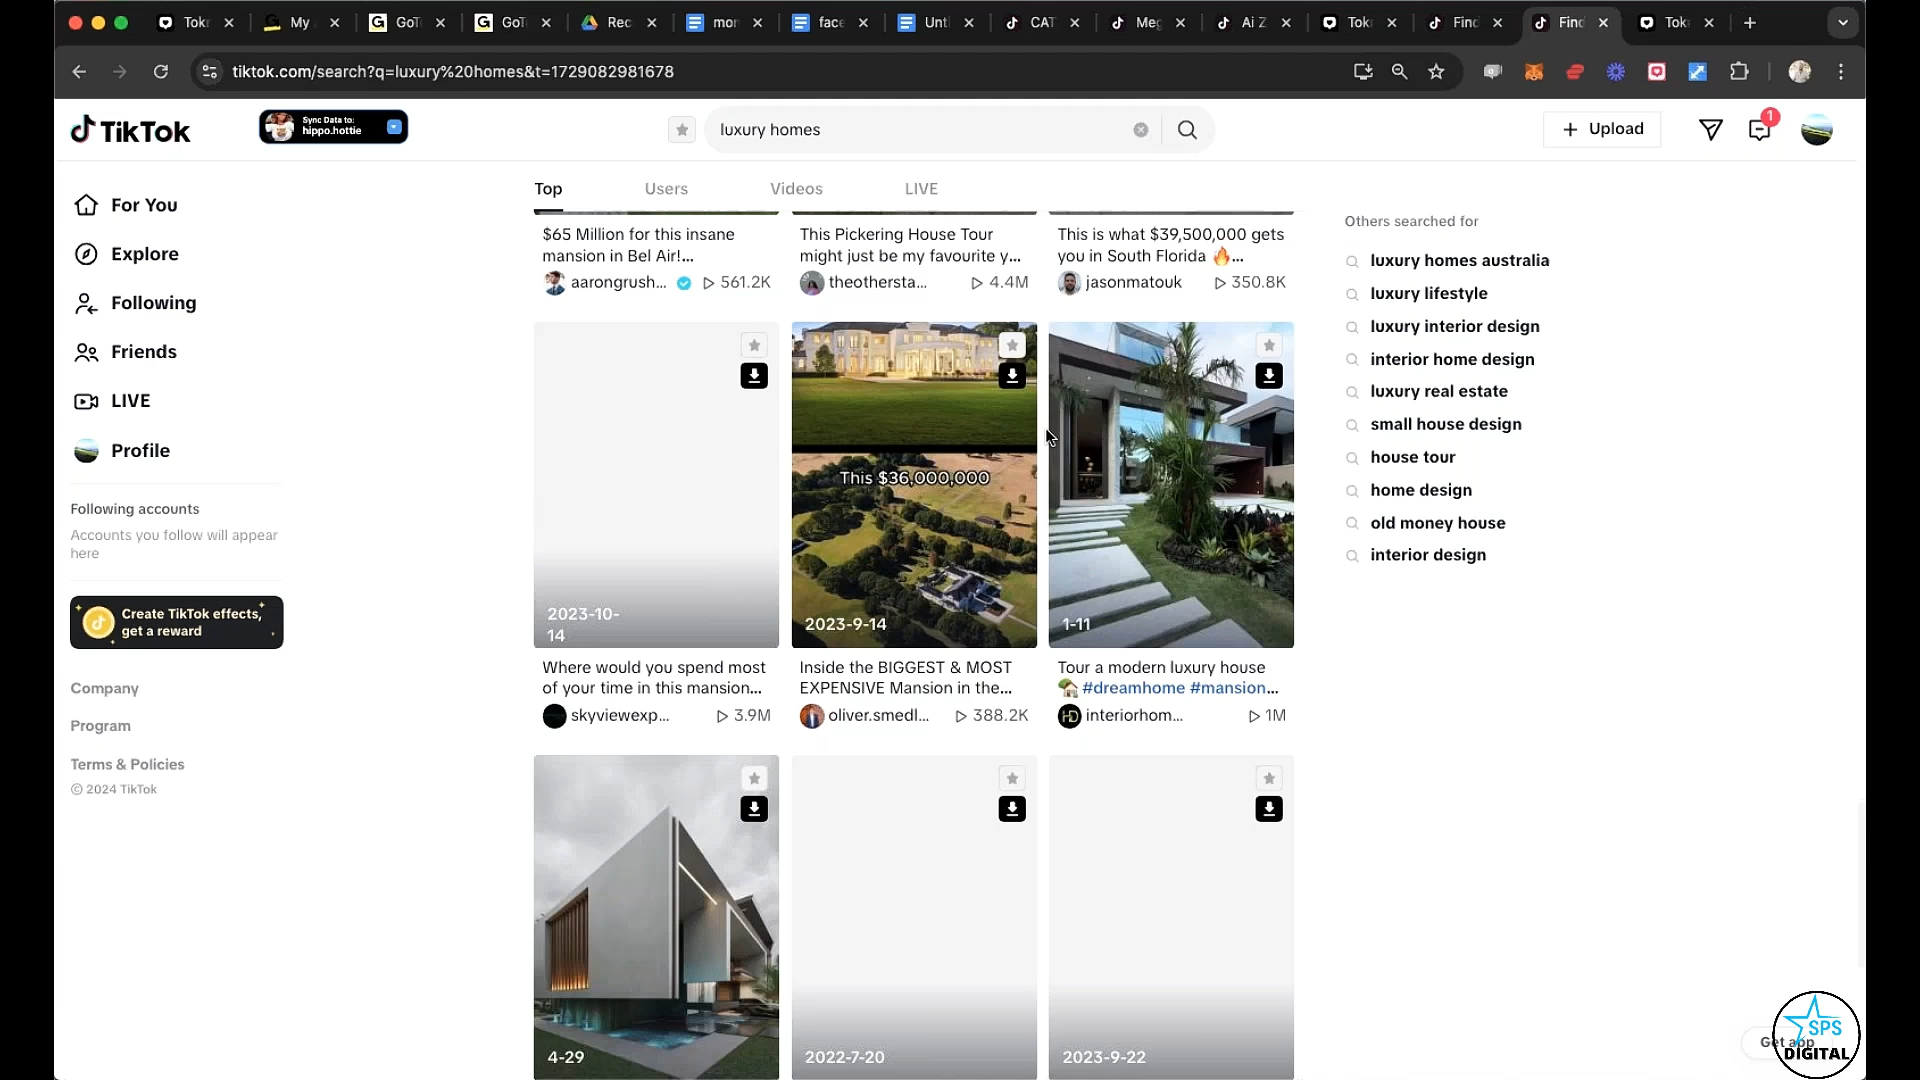 Tok
My
GoT
GoT
Rec
mor
face
Unti
CAT
Meg
Ai Z
Tok
Find
Find
Tok
tiktok.com/search?q=luxury%20homes&t=1729082981678
TikTok
Sync Data to:
hippo.hottie
luxury homes
Upload
1
Top
Users
Videos
LIVE
For You
Explore
Following
Friends
LIVE
Profile
Following accounts
Accounts you follow will appear
here
Create TikTok effects,
get a reward
Company
Program
Terms & Policies
© 2024 TikTok
$65 Million for this insane
mansion in Bel Air!...
aarongrush...
561.2K
This Pickering House Tour
might just be my favourite y...
theothersta...
4.4M
This is what $39,500,000 gets
you in South Florida 🔥...
jasonmatouk
350.8K
2023-10-
14
Where would you spend most
of your time in this mansion...
skyviewexp...
3.9M
This $36,000,000
2023-9-14
Inside the BIGGEST & MOST
EXPENSIVE Mansion in the...
oliver.smedl...
388.2K
1-11
Tour a modern luxury house
🏡 #dreamhome #mansion...
HD
interiorhom...
1M
4-29
2022-7-20
2023-9-22
Others searched for
luxury homes australia
luxury lifestyle
luxury interior design
interior home design
luxury real estate
small house design
house tour
home design
old money house
interior design
Get app
SPS
DIGITAL